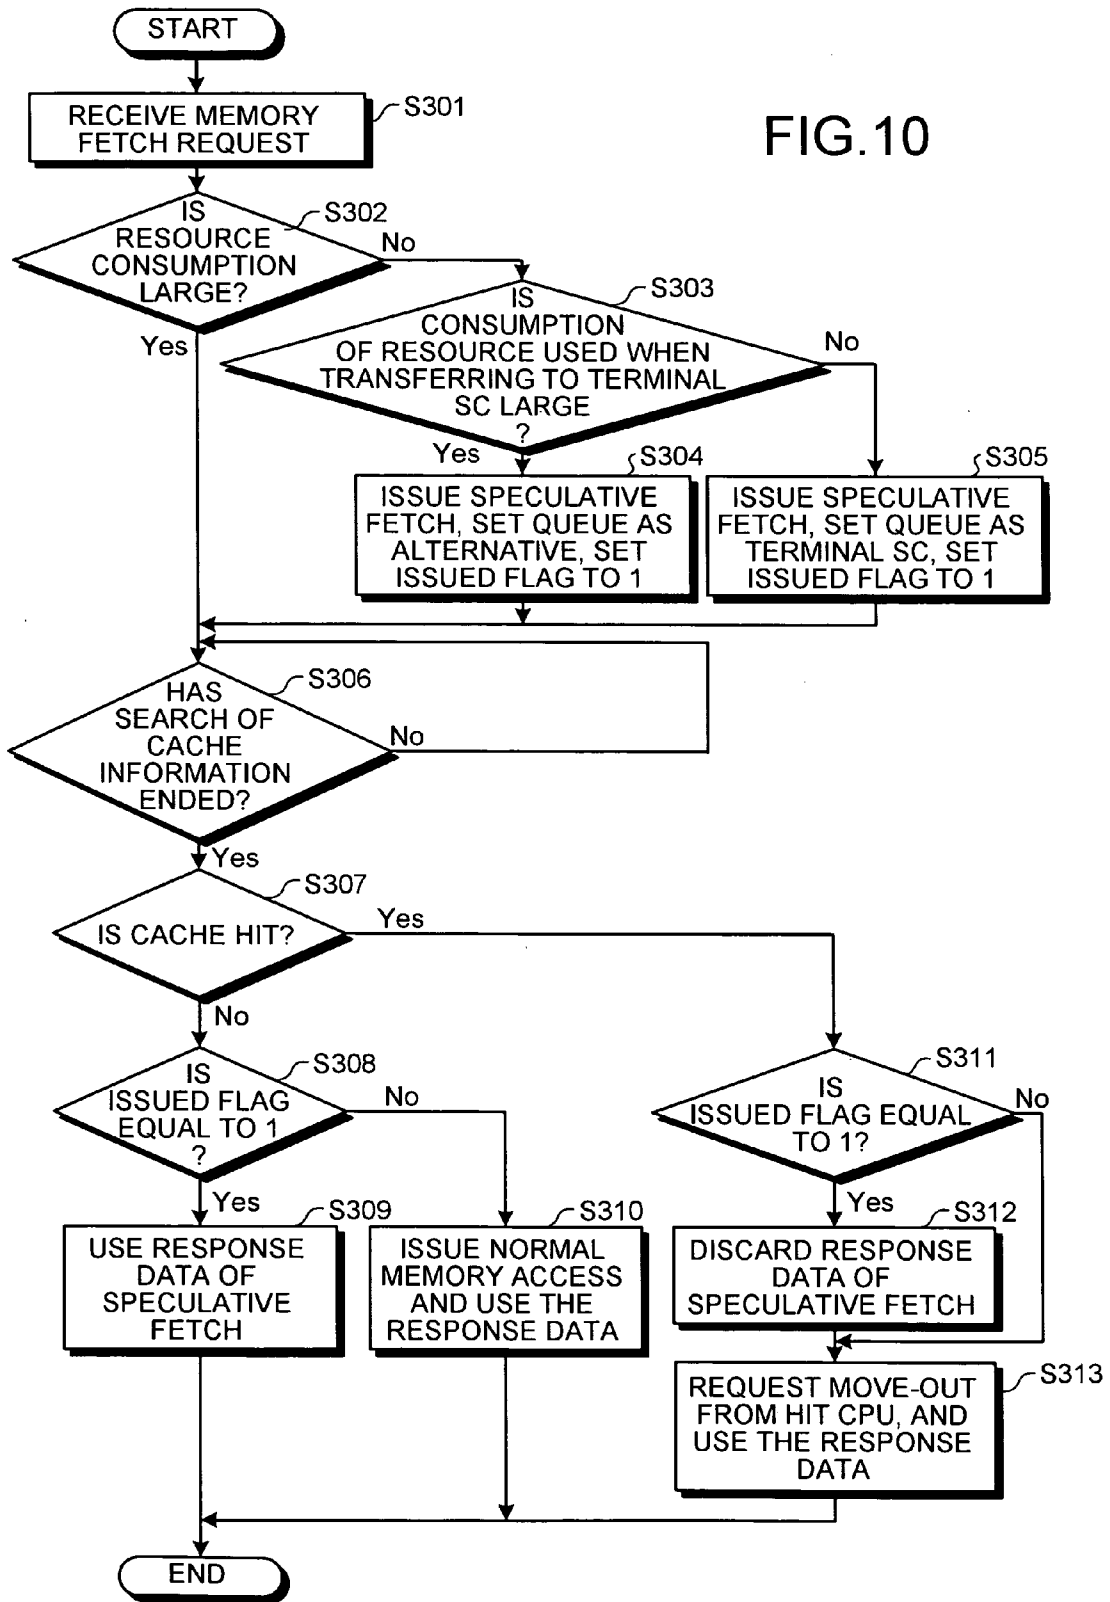 START
RECEIVE MEMORY
FETCH REQUEST
S301
FIG.10
IS
RESOURCE
CONSUMPTION
LARGE?
S302
No
Yes
IS
CONSUMPTION
OF RESOURCE USED WHEN
TRANSFERRING TO TERMINAL
SC LARGE
?
S303
No
Yes
S304
ISSUE SPECULATIVE
FETCH, SET QUEUE AS
ALTERNATIVE, SET
ISSUED FLAG TO 1
S305
ISSUE SPECULATIVE
FETCH, SET QUEUE AS
TERMINAL SC, SET
ISSUED FLAG TO 1
HAS
SEARCH OF
CACHE
INFORMATION
ENDED?
S306
No
Yes
IS CACHE HIT?
S307
Yes
No
IS
ISSUED FLAG
EQUAL TO 1
?
S308
No
Yes
S309
USE RESPONSE
DATA OF
SPECULATIVE
FETCH
S310
ISSUE NORMAL
MEMORY ACCESS
AND USE THE
RESPONSE DATA
IS
ISSUED FLAG EQUAL
TO 1?
S311
No
Yes
S312
DISCARD RESPONSE
DATA OF
SPECULATIVE FETCH
S313
REQUEST MOVE-OUT
FROM HIT CPU, AND
USE THE RESPONSE
DATA
END